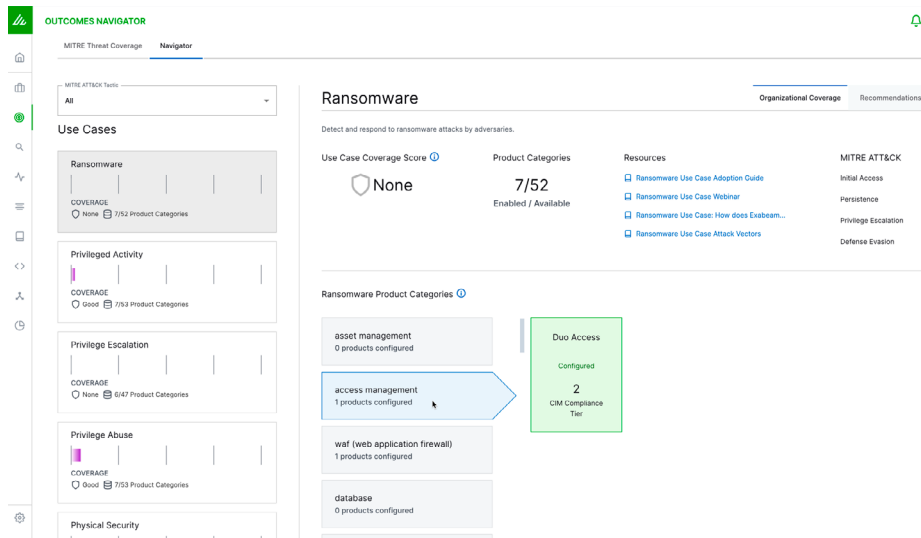 OUTCOMES NAVIGATOR
MITRE Threat Coverage
Navigator
MITRE ATT&CK Tactic
All
Use Cases
Ransomware
COVERAGE
None
7/52 Product Categories
Privileged Activity
COVERAGE
Good
7/53 Product Categories
Privilege Escalation
COVERAGE
None
6/47 Product Categories
Privilege Abuse
COVERAGE
Good
7/53 Product Categories
Physical Security
Ransomware
Organizational Coverage
Recommendations
Detect and respond to ransomware attacks by adversaries.
Use Case Coverage Score
None
Product Categories
7/52
Enabled / Available
Resources
Ransomware Use Case Adoption Guide
Ransomware Use Case Webinar
Ransomware Use Case: How does Exabeam...
Ransomware Use Case Attack Vectors
MITRE ATT&CK
Initial Access
Persistence
Privilege Escalation
Defense Evasion
Ransomware Product Categories
asset management
0 products configured
access management
1 products configured
waf (web application firewall)
1 products configured
database
0 products configured
Duo Access
Configured
2
CIM Compliance
Tier